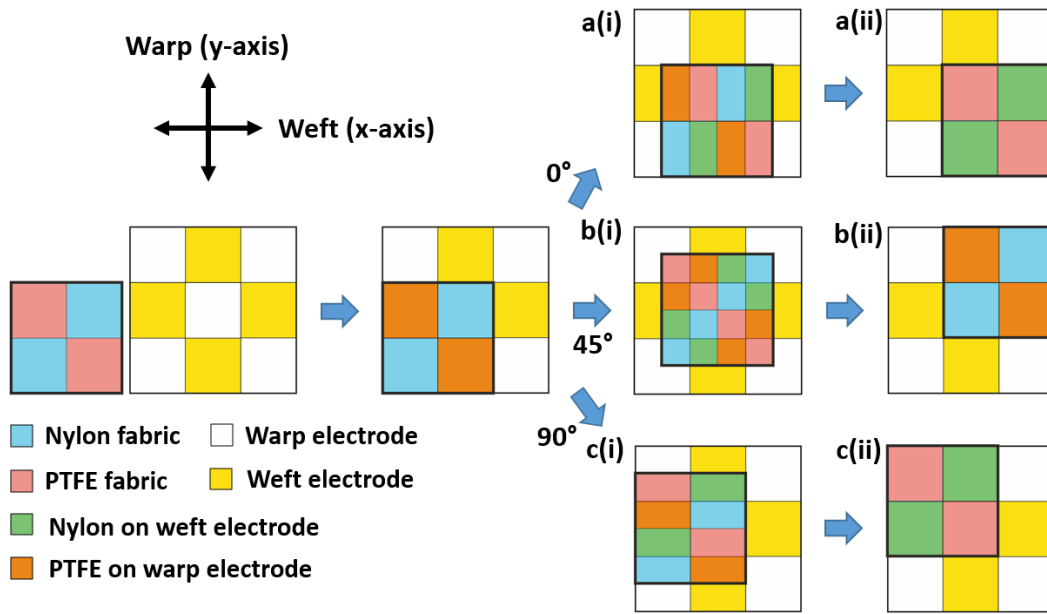 Warp (y-axis)
Weft (x-axis)
a(i)
a(ii)
0°
b(i)
b(ii)
45°
90°
c(i)
c(ii)
Nylon fabric
Warp electrode
PTFE fabric
Weft electrode
Nylon on weft electrode
PTFE on warp electrode